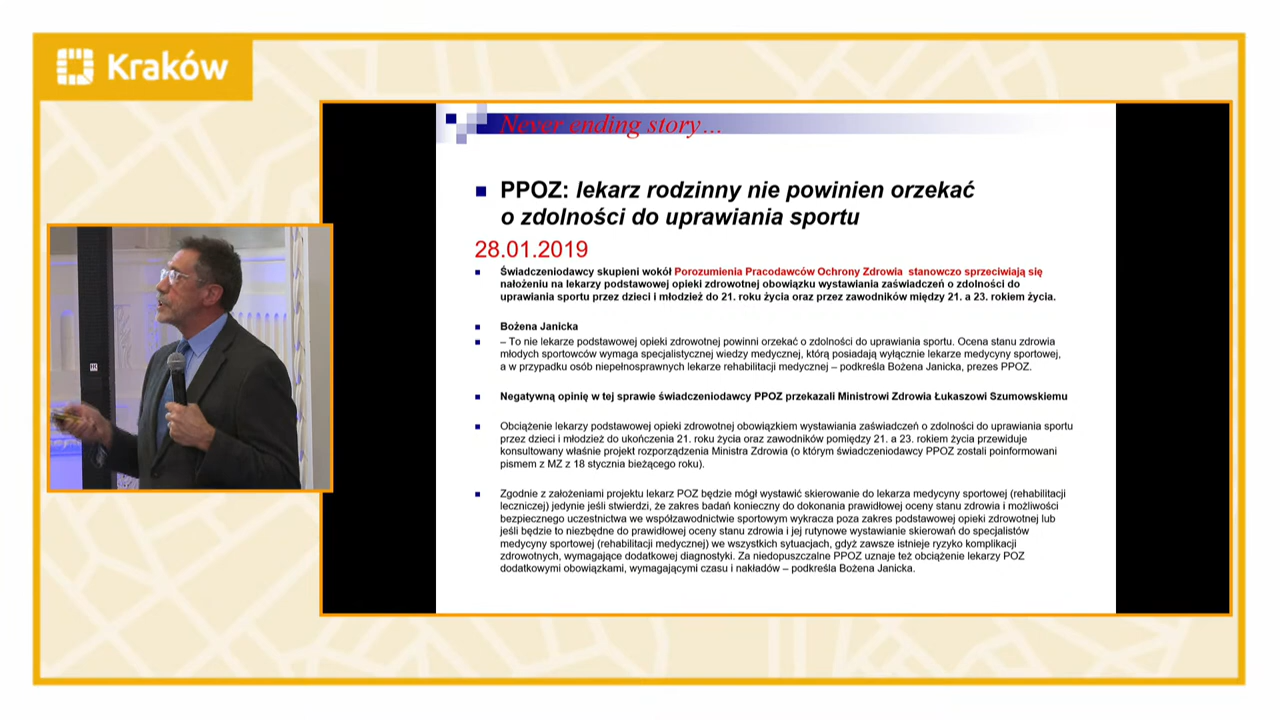 Kraków
Never ending story…
PPOZ: lekarz rodzinny nie powinien orzekać
o zdolności do uprawiania sportu
28.01.2019
Świadczeniodawcy skupieni wokół Porozumienia Pracodawców Ochrony Zdrowia stanowczo sprzeciwiają się
nałożeniu na lekarzy podstawowej opieki zdrowotnej obowiązku wystawiania zaświadczeń o zdolności do
uprawiania sportu przez dzieci i młodzież do 21. roku życia oraz przez zawodników między 21. a 23. rokiem życia.
Bożena Janicka
– To nie lekarze podstawowej opieki zdrowotnej powinni orzekać o zdolności do uprawiania sportu. Ocena stanu zdrowia
młodych sportowców wymaga specjalistycznej wiedzy medycznej, którą posiadają wyłącznie lekarze medycyny sportowej,
a w przypadku osób niepełnosprawnych lekarze rehabilitacji medycznej – podkreśla Bożena Janicka, prezes PPOZ.
Negatywną opinię w tej sprawie świadczeniodawcy PPOZ przekazali Ministrowi Zdrowia Łukaszowi Szumowskiemu
Obciążenie lekarzy podstawowej opieki zdrowotnej obowiązkiem wystawiania zaświadczeń o zdolności do uprawiania sportu
przez dzieci i młodzież do ukończenia 21. roku życia oraz zawodników pomiędzy 21. a 23. rokiem życia przewiduje
konsultowany właśnie projekt rozporządzenia Ministra Zdrowia (o którym świadczeniodawcy PPOZ zostali poinformowani
pismem z MZ z 18 stycznia bieżącego roku).
Zgodnie z założeniami projektu lekarz POZ będzie mógł wystawić skierowanie do lekarza medycyny sportowej (rehabilitacji
leczniczej) jedynie jeśli stwierdzi, że zakres badań konieczny do dokonania prawidłowej oceny stanu zdrowia i możliwości
bezpiecznego uczestnictwa we współzawodnictwie sportowym wykracza poza zakres podstawowej opieki zdrowotnej lub
jeśli będzie to niezbędne do prawidłowej oceny stanu zdrowia i jej rutynowe wystawianie skierowań do specjalistów
medycyny sportowej (rehabilitacji medycznej) we wszystkich sytuacjach, gdyż zawsze istnieje ryzyko komplikacji
zdrowotnych, wymagające dodatkowej diagnostyki. Za niedopuszczalne PPOZ uznaje też obciążenie lekarzy POZ
dodatkowymi obowiązkami, wymagającymi czasu i nakładów – podkreśla Bożena Janicka.